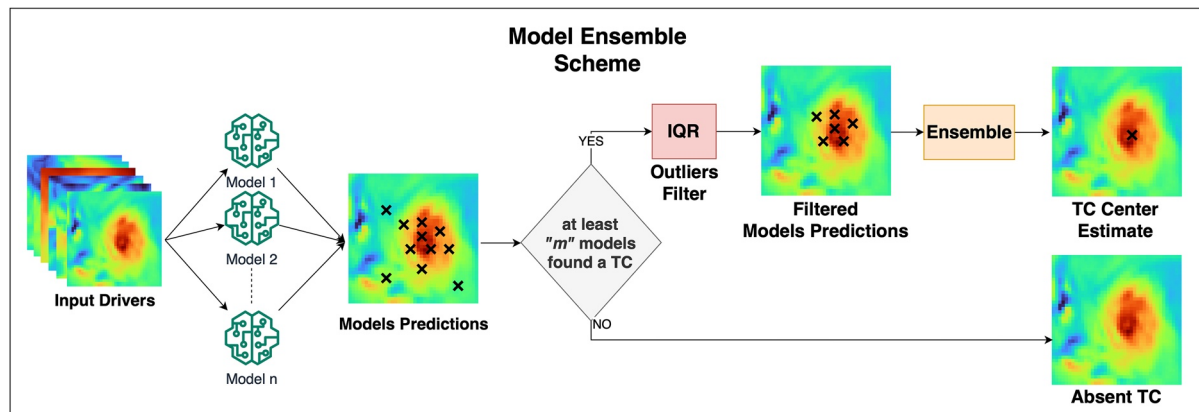 Model Ensemble
Scheme
Input Drivers
Model 1
Model 2
Model n
Models Predictions
at least
"m" models
found a TC
YES
NO
IQR
Outliers
Filter
Filtered
Models Predictions
Ensemble
TC Center
Estimate
Absent TC